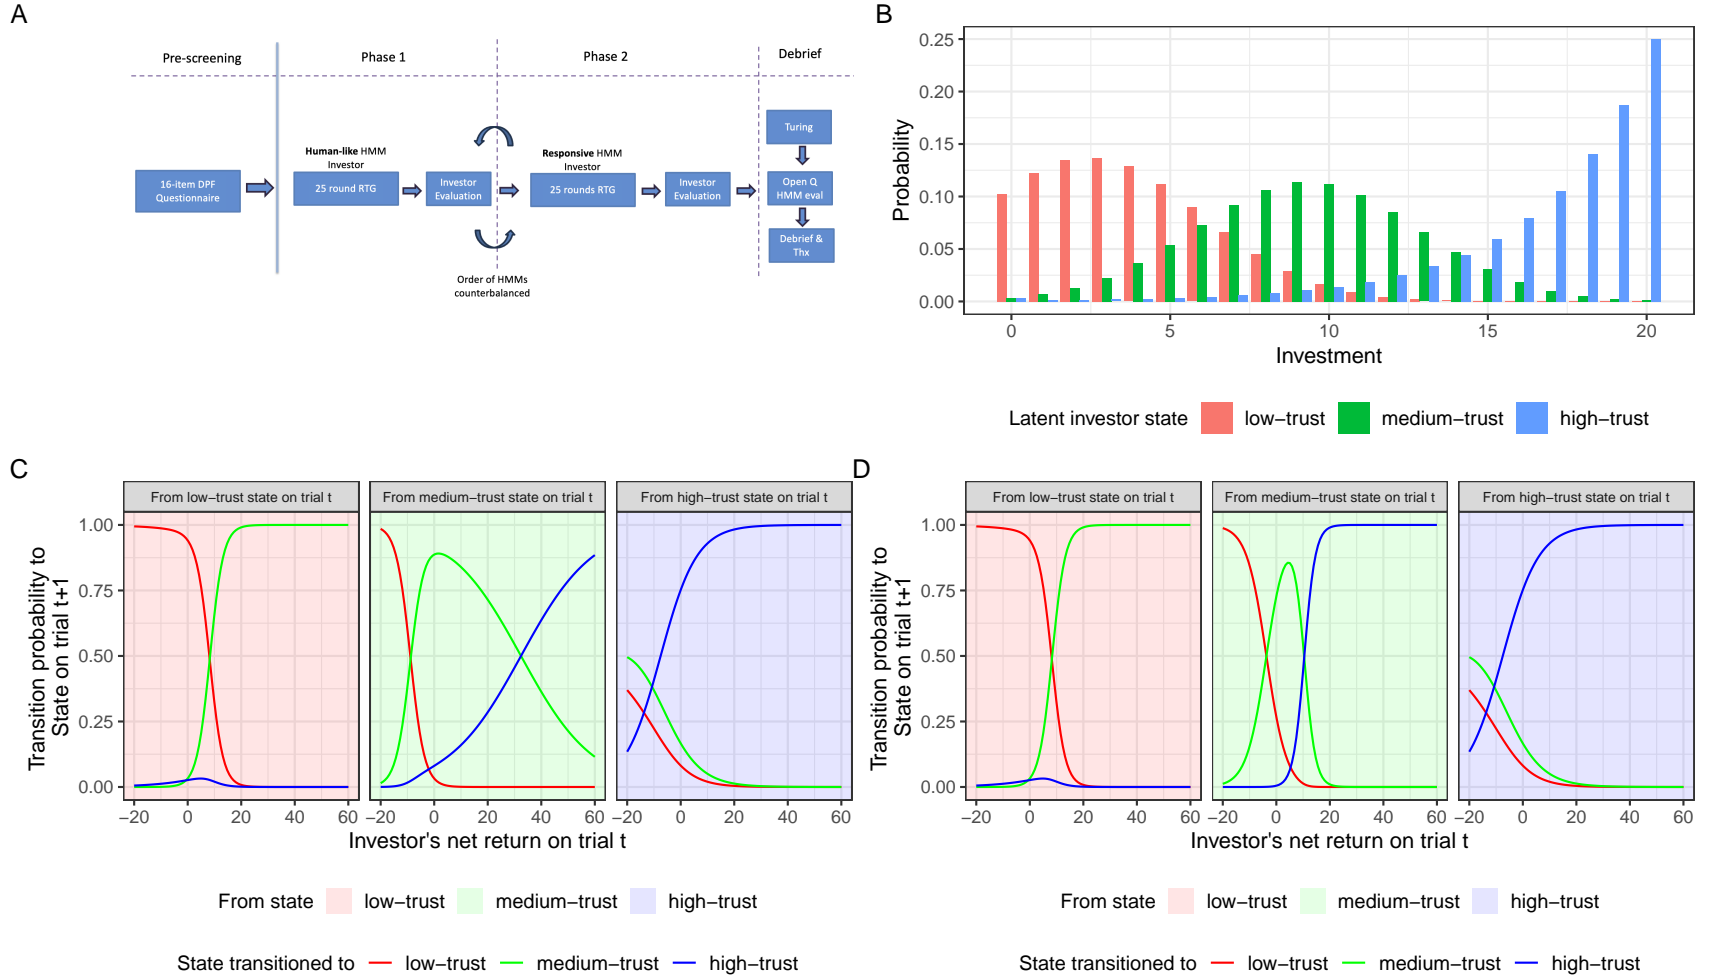 A
Pre-screening
Phase 1
Phase 2
Debrief
Human-like HMM
Investor
Responsive HMM
Investor
16-item DPF
Questionnaire
25 round RTG
Investor
Evaluation
25 rounds RTG
Investor
Evaluation
Turing
Open Q
HMM eval
Debrief &
Thx
Order of HMMs
counterbalanced
B
Probability
0.25
0.20
0.15
0.10
0.05
0.00
0 5 10 15 20
Investment
Latent investor state low−trust medium−trust high−trust
C
From low−trust state on trial t
From medium−trust state on trial t
From high−trust state on trial t
Transition probability to
State on trial t+1
1.00
0.75
0.50
0.25
0.00
−20 0 20 40 60
−20 0 20 40 60
−20 0 20 40 60
Investor's net return on trial t
From state low−trust medium−trust high−trust
State transitioned to low−trust medium−trust high−trust
D
From low−trust state on trial t
From medium−trust state on trial t
From high−trust state on trial t
Transition probability to
State on trial t+1
1.00
0.75
0.50
0.25
0.00
−20 0 20 40 60
−20 0 20 40 60
−20 0 20 40 60
Investor's net return on trial t
From state low−trust medium−trust high−trust
State transitioned to low−trust medium−trust high−trust